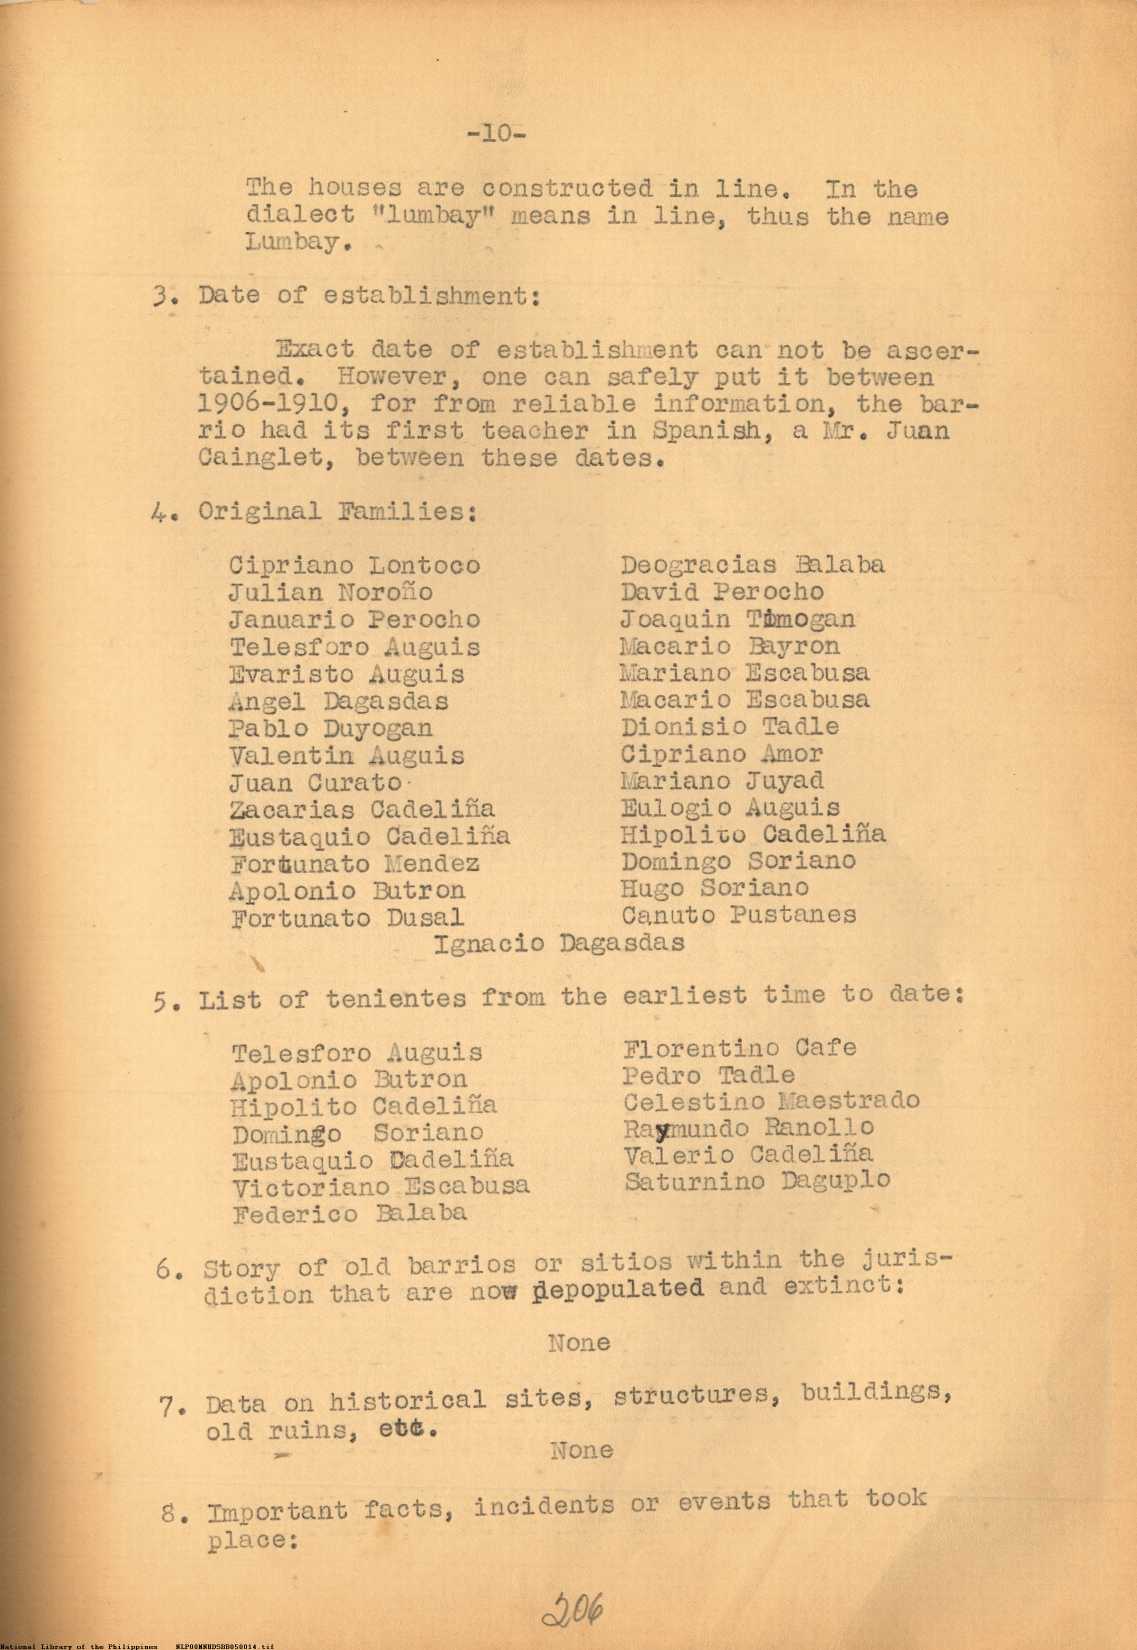 -10-
The houses are constructed in line. In the
dialect "lumbay" means in line, thus the name
Lumbay.
3. Date of establishment:
Exact date of establishment can not be ascer-
tained. However, one can safely put it between
1906-1910, for from reliable information, the bar-
rio had its first teacher in Spanish, a Mr. Juan
Cainglet, between these dates.
4. Original Families:
Cipriano Lontoco Deogracias Balaba
Julian Noroño David Perocho
Januario Perocho Joaquin Timogan
Telesforo Auguis Macario Bayron
Evaristo Auguis Mariano Escabusa
Angel Dagasdas Macario Escabusa
Pablo Duyogan Dionisio Tadle
Valentin Auguis Cipriano Amor
Juan Curato Mariano Juyad
Zacarias Cadeliña Eulogio Auguis
Eustaquio Cadeliña Hipolito Cadeliña
Fortunato Mendez Domingo Soriano
Apolonio Butron Hugo Soriano
Fortunato Dusal Canuto Pustanes
Ignacio Dagasdas
5. List of tenientes from the earliest time to date:
Telesforo Auguis Florentino Cafe
Apolonio Butron Pedro Tadle
Hipolito Cadeliña Celestino Maestrado
Domingo Soriano Raymundo Ranollo
Eustaquio Cadeliña Valerio Cadeliña
Victoriano Escabusa Saturnino Daguplo
Federico Balaba
6. Story of old barrios or sitios within the juris-
diction that are now depopulated and extinct:
None
7. Data on historical sites, structures, buildings,
old ruins, etc.
None
8. Important facts, incidents or events that took
place:
206
National Library of the Philippines NLPOOMNHDSBB050014.tif